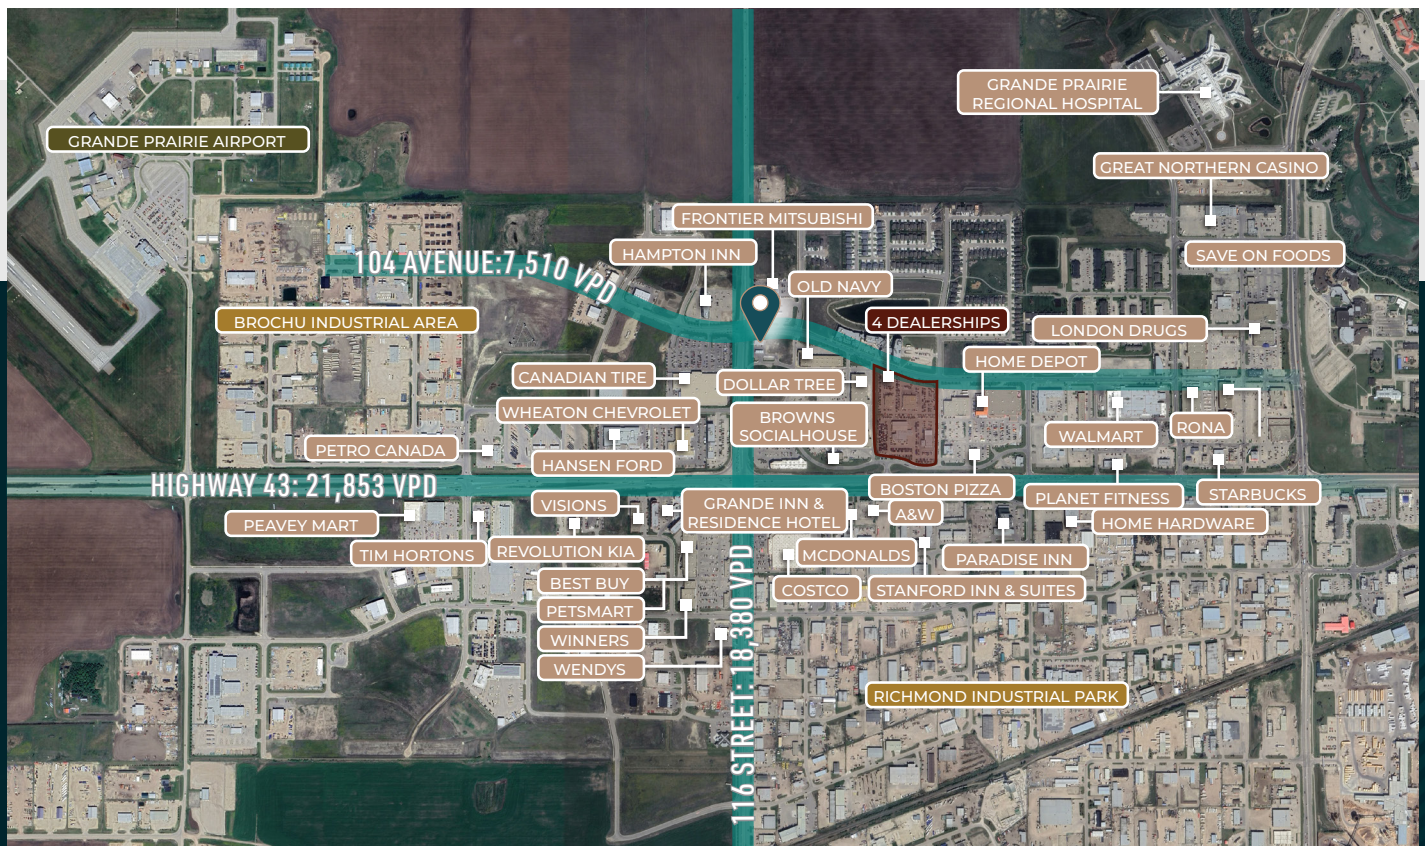 GRANDE PRAIRIE
REGIONAL HOSPITAL
GRANDE PRAIRIE AIRPORT
GREAT NORTHERN CASINO
FRONTIER MITSUBISHI
HAMPTON INN
SAVE ON FOODS
104 AVENUE:7,510 VPD
OLD NAVY
BROCHU INDUSTRIAL AREA
4 DEALERSHIPS
LONDON DRUGS
HOME DEPOT
CANADIAN TIRE
DOLLAR TREE
WHEATON CHEVROLET
BROWNS
SOCIALHOUSE
RONA
WALMART
PETRO CANADA
HANSEN FORD
HIGHWAY 43: 21,853 VPD
BOSTON PIZZA
PLANET FITNESS
STARBUCKS
VISIONS
GRANDE INN &
RESIDENCE HOTEL
A&W
PEAVEY MART
HOME HARDWARE
TIM HORTONS
REVOLUTION KIA
MCDONALDS
PARADISE INN
BEST BUY
COSTCO
STANFORD INN & SUITES
PETSMART
WINNERS
WENDYS
116 STREET: 18,380 VPD
RICHMOND INDUSTRIAL PARK